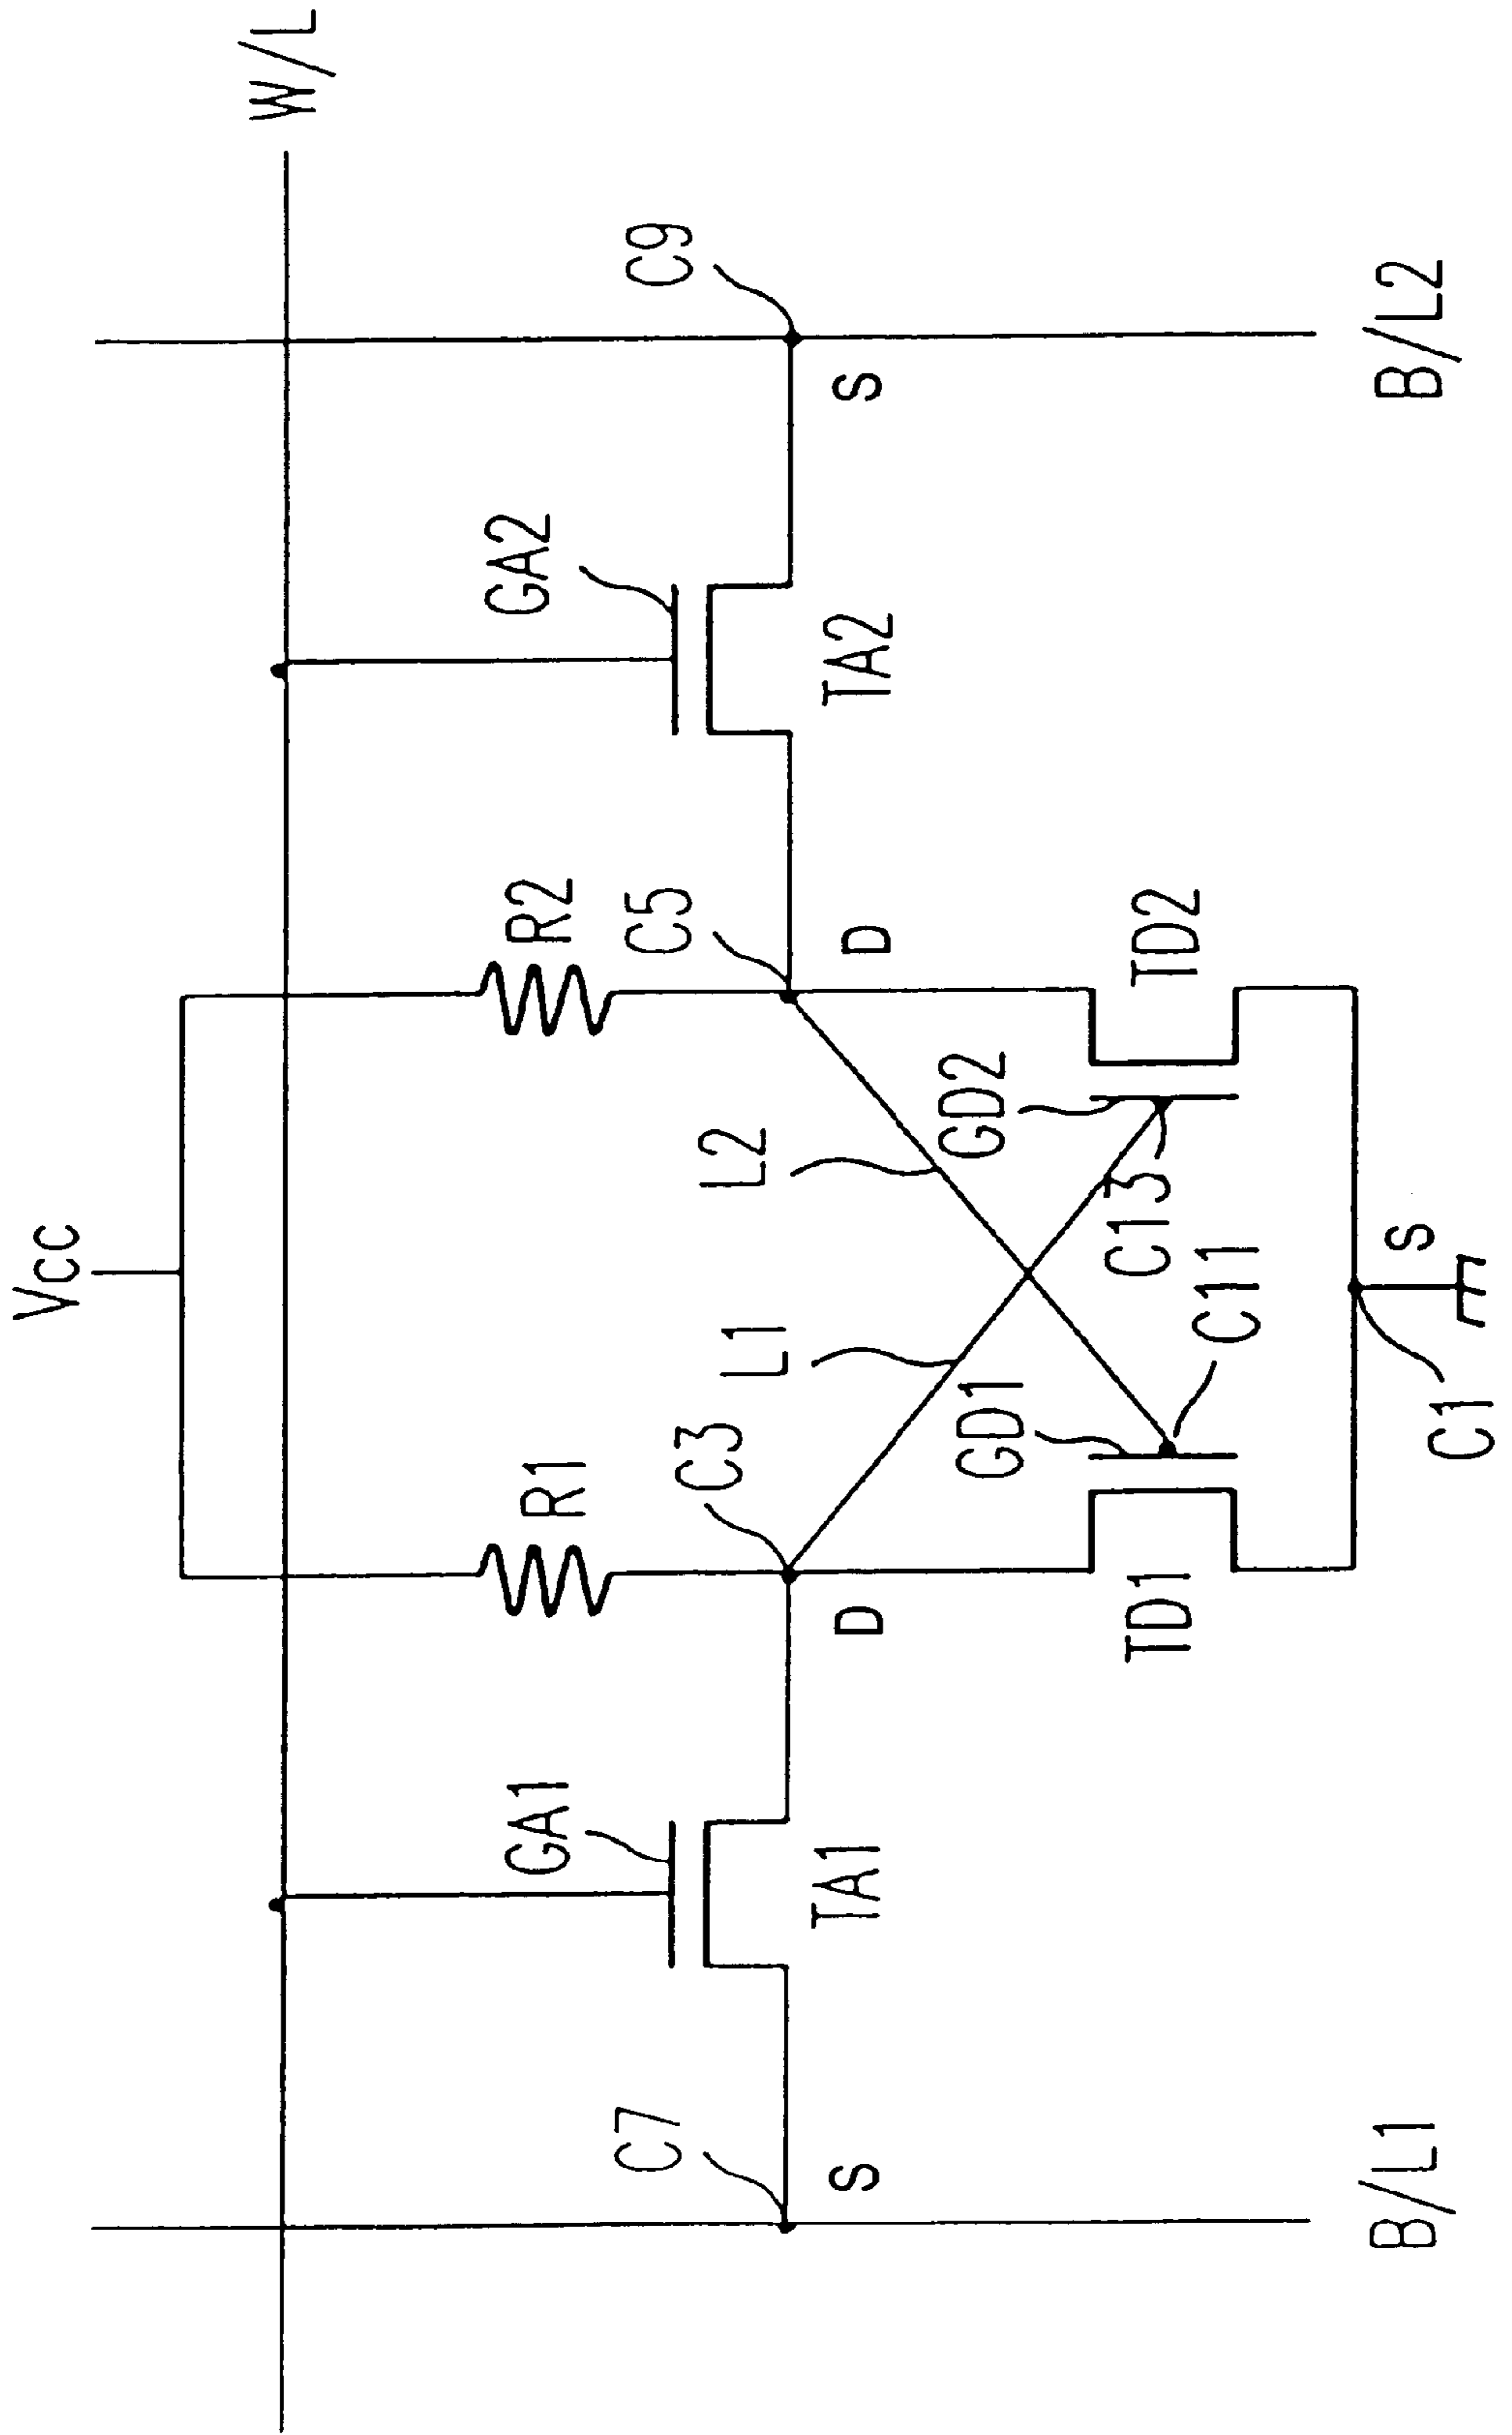 Vcc
W/L
R1
R2
GA1
GA2
C7
C3
C5
C9
L1
L2
S
TA1
D
D
TA2
S
GD1
GD2
TD1
C13
TD2
C11
B/L1
C1
S
B/L2